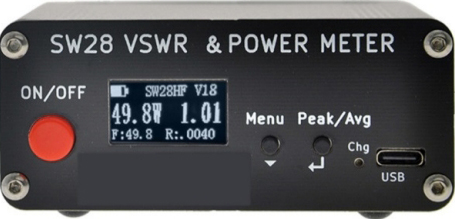 SW28 VSWR & POWER METER
ON/OFF
SW28HF V18
49.8W 1.01
F:49.8 R:.0040
Menu Peak/Avg
Chg
USB